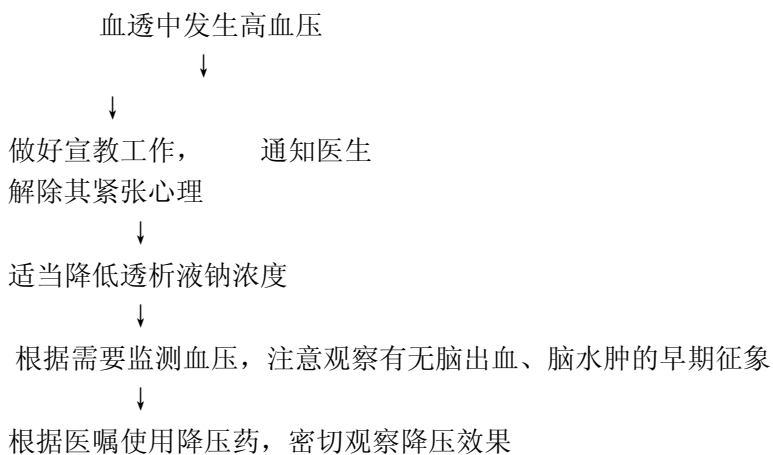 血透中发生高血压
↓
↓
做好宣教工作， 通知医生
解除其紧张心理
↓
适当降低透析液钠浓度
↓
根据需要监测血压，注意观察有无脑出血、脑水肿的早期征象
↓
根据医嘱使用降压药，密切观察降压效果